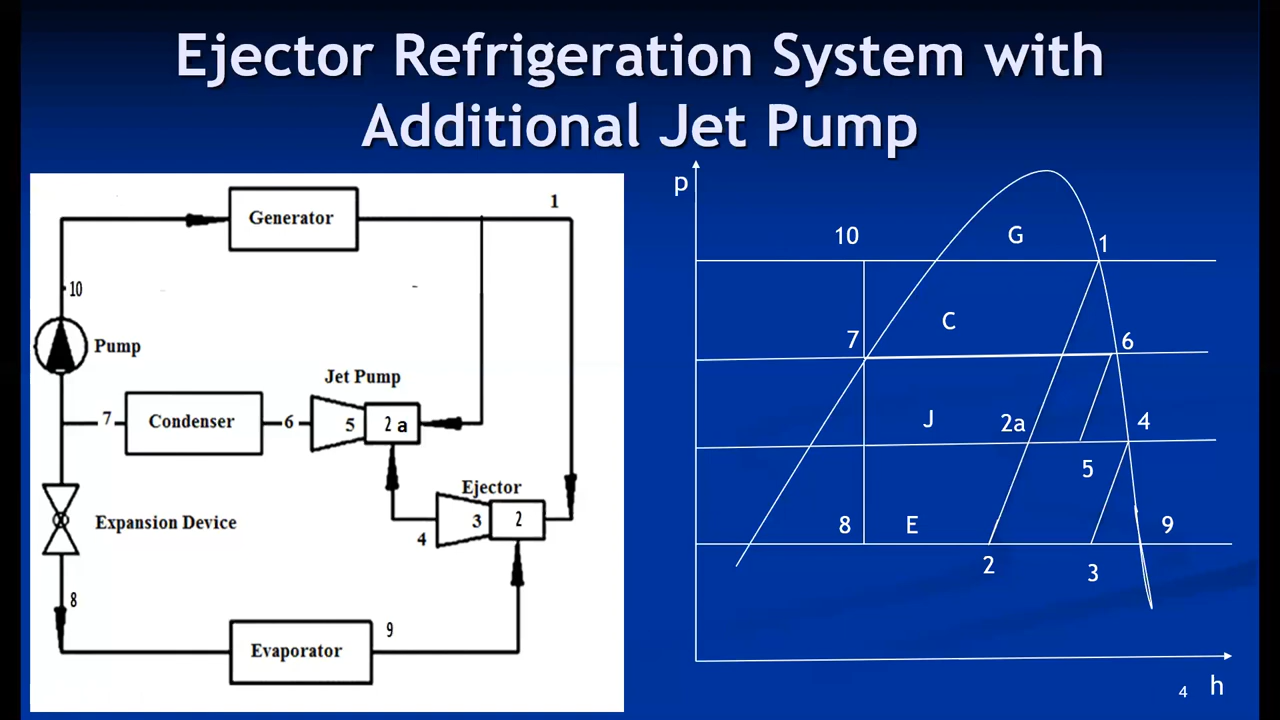 Ejector Refrigeration System with
Additional Jet Pump
Generator
1
10
Pump
Jet Pump
7
Condenser
6
5
2 a
Ejector
Expansion Device
3
2
4
8
9
Evaporator
p
10
G
1
C
7
6
J
2a
4
5
8
E
9
2
3
4
h